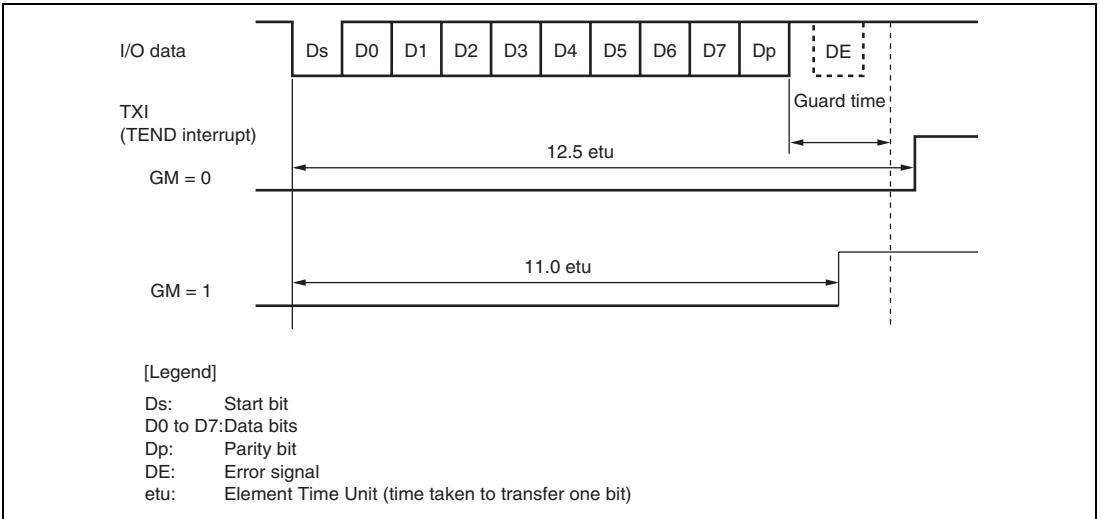 I/O data
Ds D0 D1 D2 D3 D4 D5 D6 D7 Dp DE
Guard time
TXI
(TEND interrupt)
12.5 etu
GM = 0
11.0 etu
GM = 1
[Legend]
Ds: Start bit
D0 to D7:Data bits
Dp: Parity bit
DE: Error signal
etu: Element Time Unit (time taken to transfer one bit)